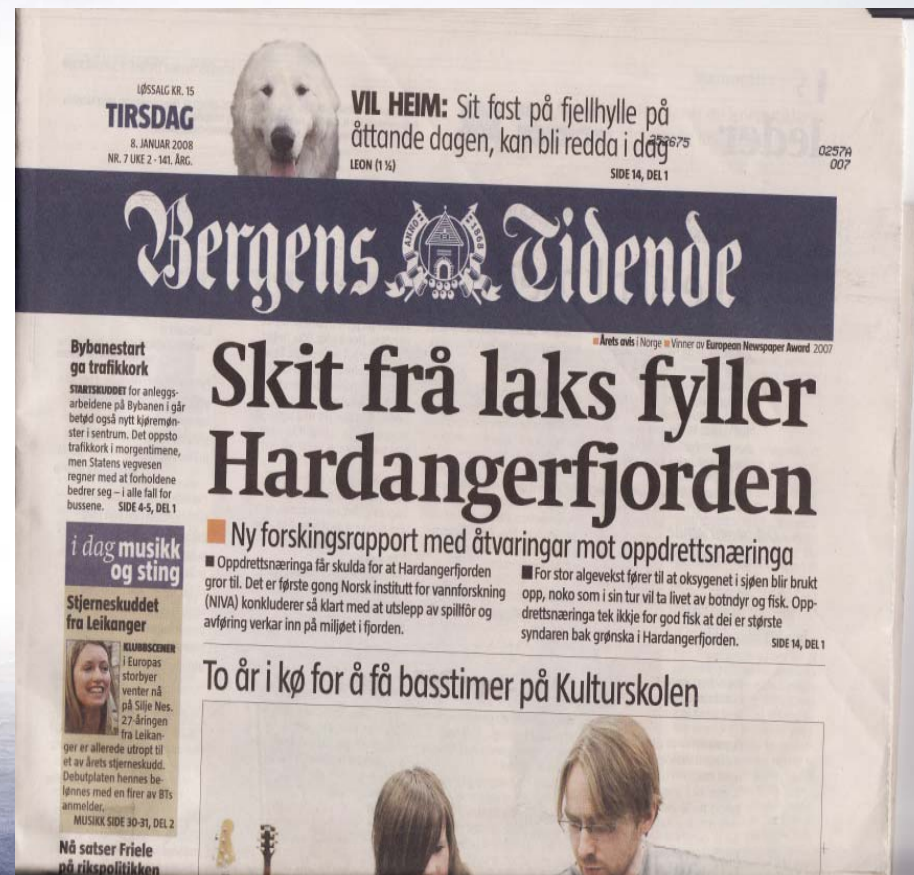 LØSSALG KR. 15
TIRSDAG
8. JANUAR 2008
NR. 7 UKE 2 - 141. ÅRG.
VIL HEIM: Sit fast på fjellhylle på
åttande dagen, kan bli redda i dag
LEON (1 ½)
SIDE 14, DEL 1
252675
0257A
007
Bergens Tidende
ANNO 1868
Årets avis i Norge Vinner av European Newspaper Award 2007
Bybanestart
ga trafikkork
STARTSKUDDET for anleggs-
arbeidene på Bybanen i går
betød også nytt kjøremøn-
ster i sentrum. Det oppsto
trafikkork i morgentimene,
men Statens vegvesen
regner med at forholdene
bedrer seg – i alle fall for
bussene. SIDE 4-5, DEL 1
i dag musikk
og sting
Stjerneskuddet
fra Leikanger
KLUBBSCENER
i Europas
storbyer
venter nå
på Silje Nes.
27-åringen
fra Leikan-
ger er allerede utropt til
et av årets stjerneskudd.
Debutplaten hennes be-
lønnes med en firer av BTs
anmelder.
MUSIKK SIDE 30-31, DEL 2
Nå satser Friele
på rikspolitikken
Skit frå laks fyller
Hardangerfjorden
Ny forskingsrapport med åtvaringar mot oppdrettsnæringa
Oppdrettsnæringa får skulda for at Hardangerfjorden
gror til. Det er første gong Norsk institutt for vannforskning
(NIVA) konkluderer så klart med at utslepp av spillfôr og
avføring verkar inn på miljøet i fjorden.
For stor algevekst fører til at oksygenet i sjøen blir brukt
opp, noko som i sin tur vil ta livet av botndyr og fisk. Opp-
drettsnæringa tek ikkje for god fisk at dei er største
syndaren bak grønska i Hardangerfjorden. SIDE 14, DEL 1
To år i kø for å få basstimer på Kulturskolen